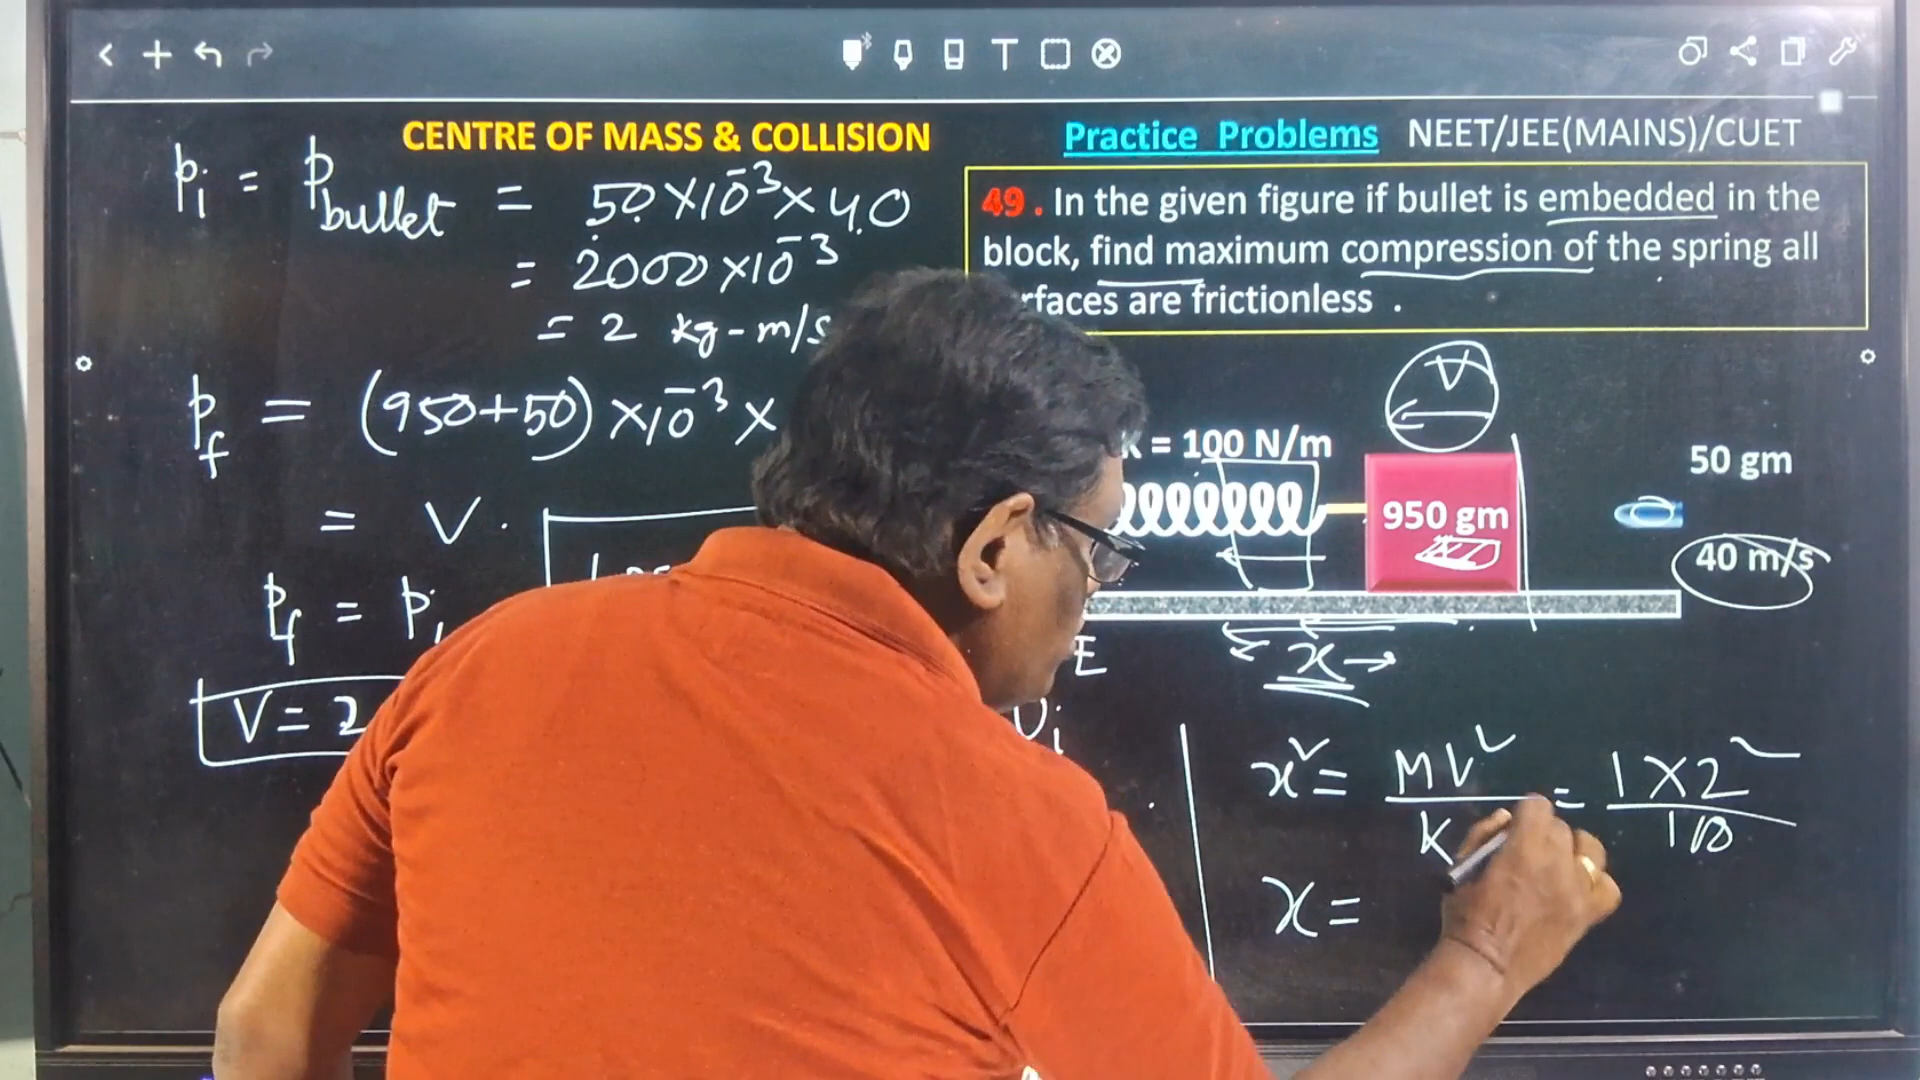 CENTRE OF MASS & COLLISION
Practice Problems NEET/JEE(MAINS)/CUET
49. In the given figure if bullet is embedded in the
block, find maximum compression of the spring all
rfaces are frictionless .
pi = pbullet = 50×10⁻³×40
= 2000×10⁻³
= 2 kg-m/s
pf = (950+50)×10⁻³×
= V.
pf = pi
V=2
V
K = 100 N/m
950 gm
50 gm
40 m/s
x
E
Ui
x² = MV²/K = 1×2²/100
x =